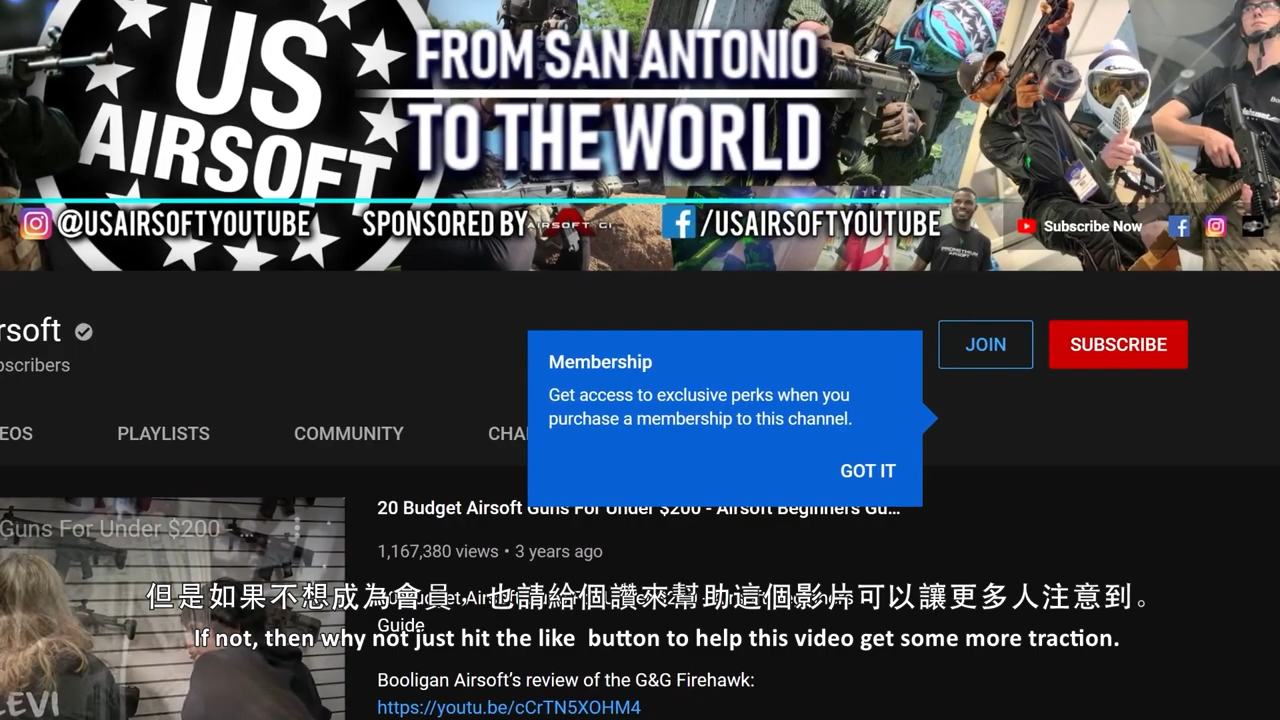 US
AIRSOFT
FROM SAN ANTONIO
TO THE WORLD
@USAIRSOFTYOUTUBE
SPONSORED BY
AIRSOFT GI
/USAIRSOFTYOUTUBE
Subscribe Now
rsoft
bscribers
JOIN
SUBSCRIBE
Membership
Get access to exclusive perks when you
purchase a membership to this channel.
GOT IT
EOS
PLAYLISTS
COMMUNITY
CHA
Guns For Under $200 - ...
20 Budget Airsoft Guns For Under $200 - Airsoft Beginners Gu...
1,167,380 views • 3 years ago
但是如果不想成為會員，也請給個讚來幫助這個影片可以讓更多人注意到。
Guide
If not, then why not just hit the like button to help this video get some more traction.
Booligan Airsoft's review of the G&G Firehawk:
https://youtu.be/cCrTN5XOHM4
LEVI